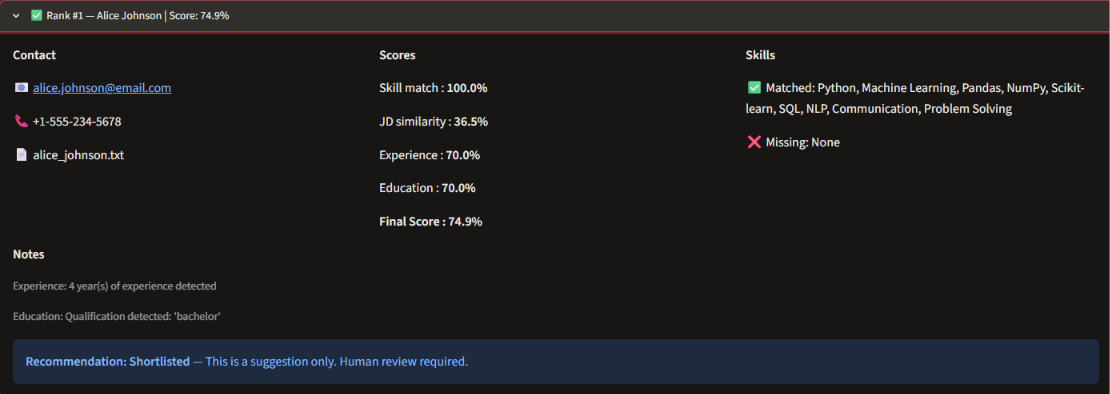 Rank #1 — Alice Johnson | Score: 74.9%
Contact
alice.johnson@email.com
+1-555-234-5678
alice_johnson.txt
Scores
Skill match : 100.0%
JD similarity : 36.5%
Experience : 70.0%
Education : 70.0%
Final Score : 74.9%
Skills
Matched: Python, Machine Learning, Pandas, NumPy, Scikit-
learn, SQL, NLP, Communication, Problem Solving
Missing: None
Notes
Experience: 4 year(s) of experience detected
Education: Qualification detected: 'bachelor'
Recommendation: Shortlisted — This is a suggestion only. Human review required.